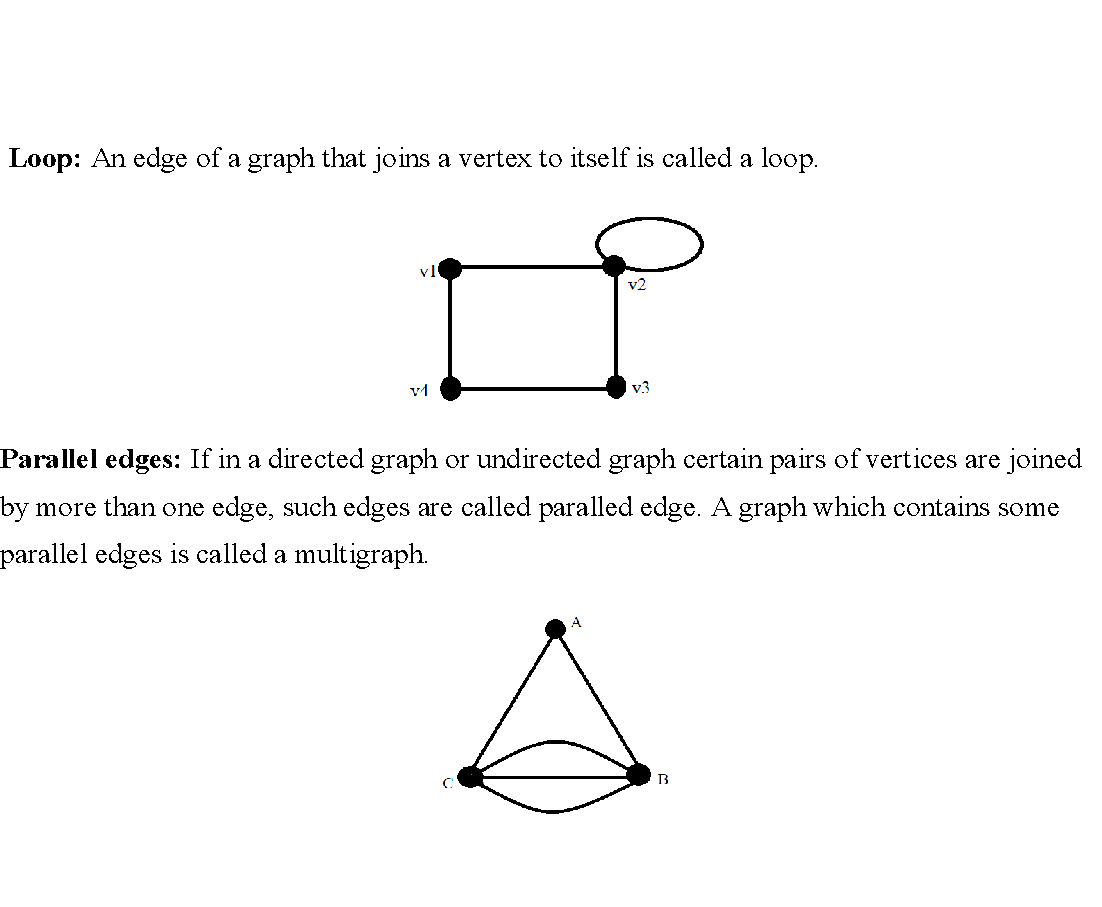 Loop: An edge of a graph that joins a vertex to itself is called a loop.
v1
v2
v4
v3
Parallel edges: If in a directed graph or undirected graph certain pairs of vertices are joined
by more than one edge, such edges are called paralled edge. A graph which contains some
parallel edges is called a multigraph.
A
C
B